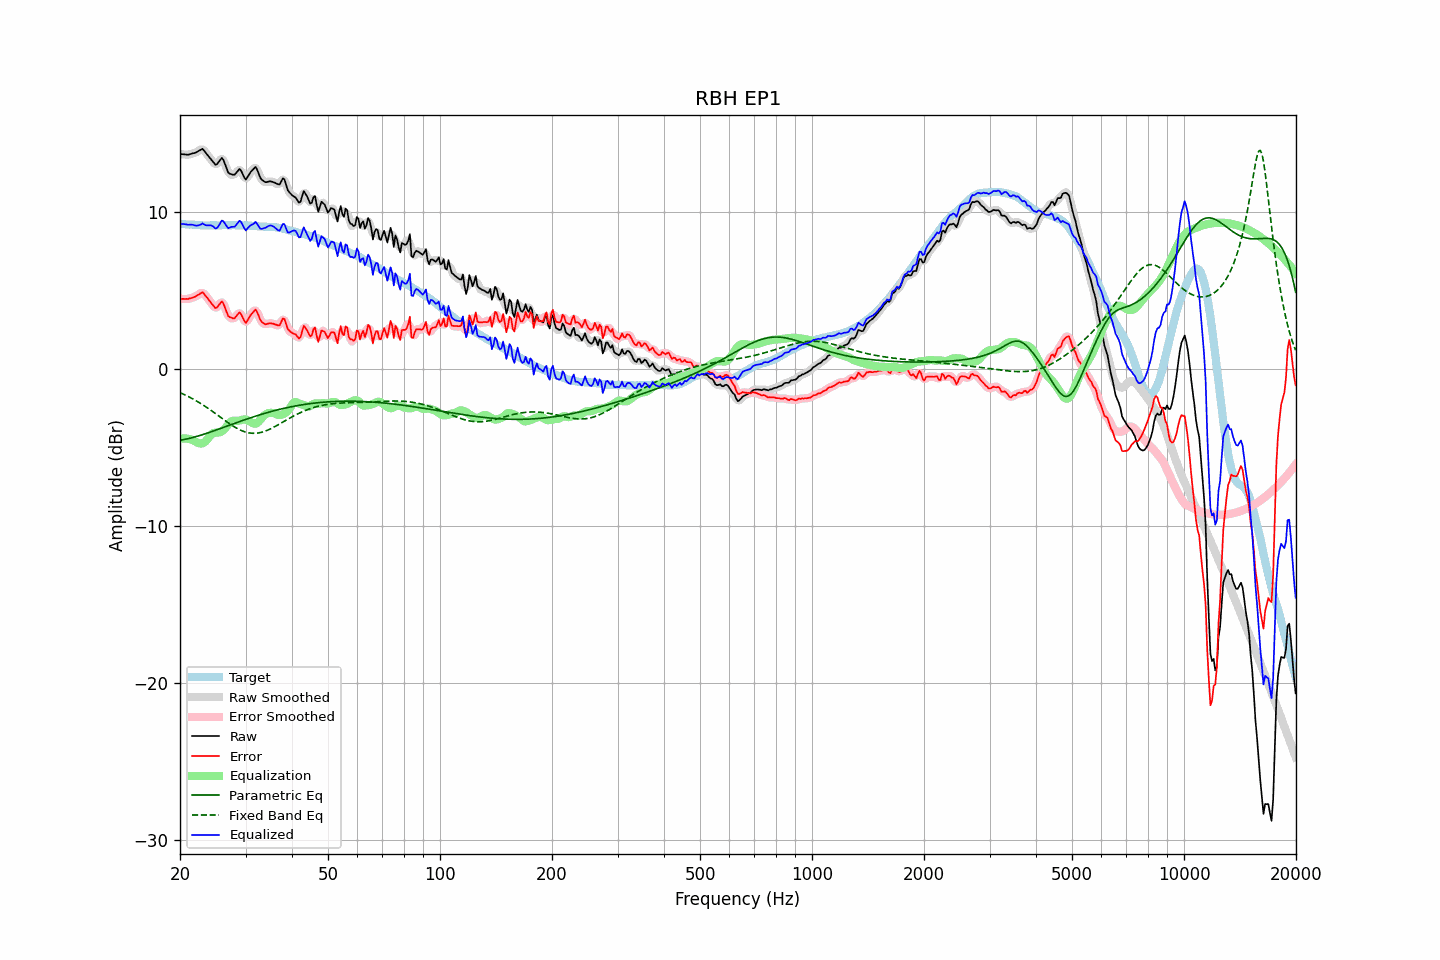 RBH EP1
Amplitude (dBr)
10
0
−10
−20
−30
Target
Raw Smoothed
Error Smoothed
Raw
Error
Equalization
Parametric Eq
Fixed Band Eq
Equalized
20 50 100 200 500 1000 2000 5000 10000 20000
Frequency (Hz)